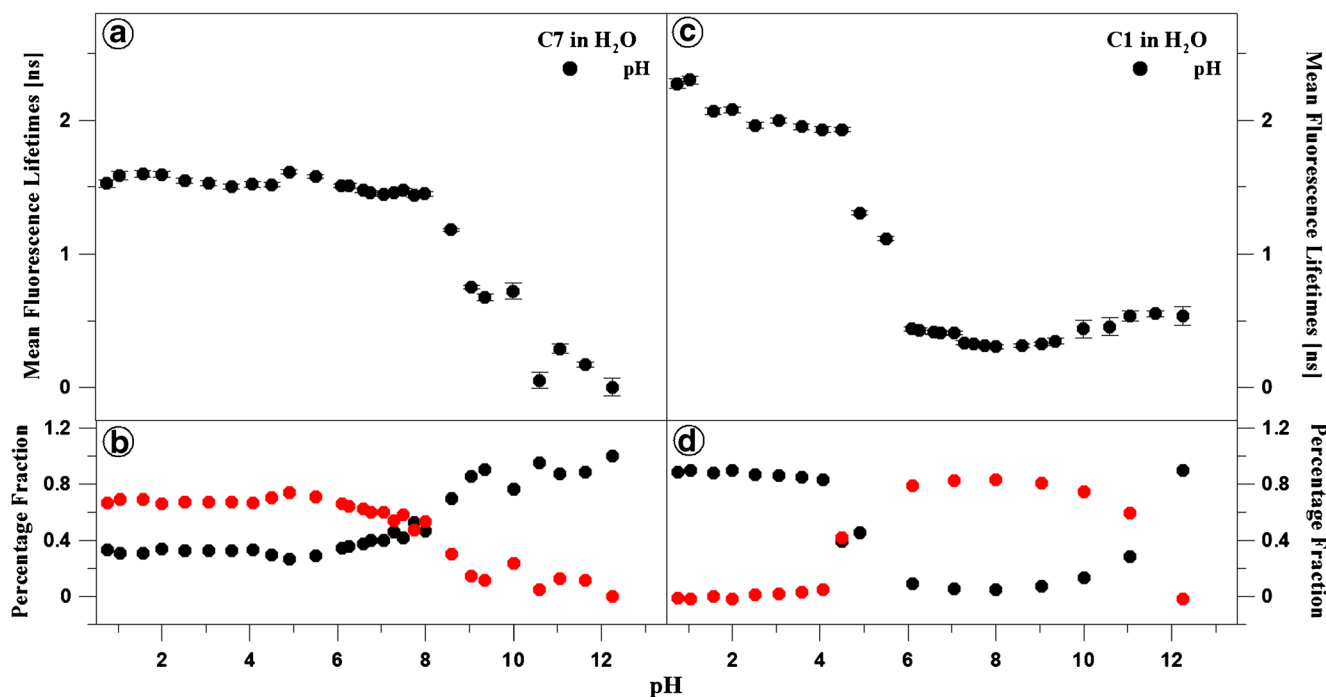 a
C7 in H₂O
pH
Mean Fluorescence Lifetimes [ns]
2
1
0
c
C1 in H₂O
pH
Mean Fluorescence Lifetimes [ns]
2
1
0
b
Percentage Fraction
1.2
0.8
0.4
0
d
Percentage Fraction
1.2
0.8
0.4
0
2 4 6 8 10 12
2 4 6 8 10 12
pH